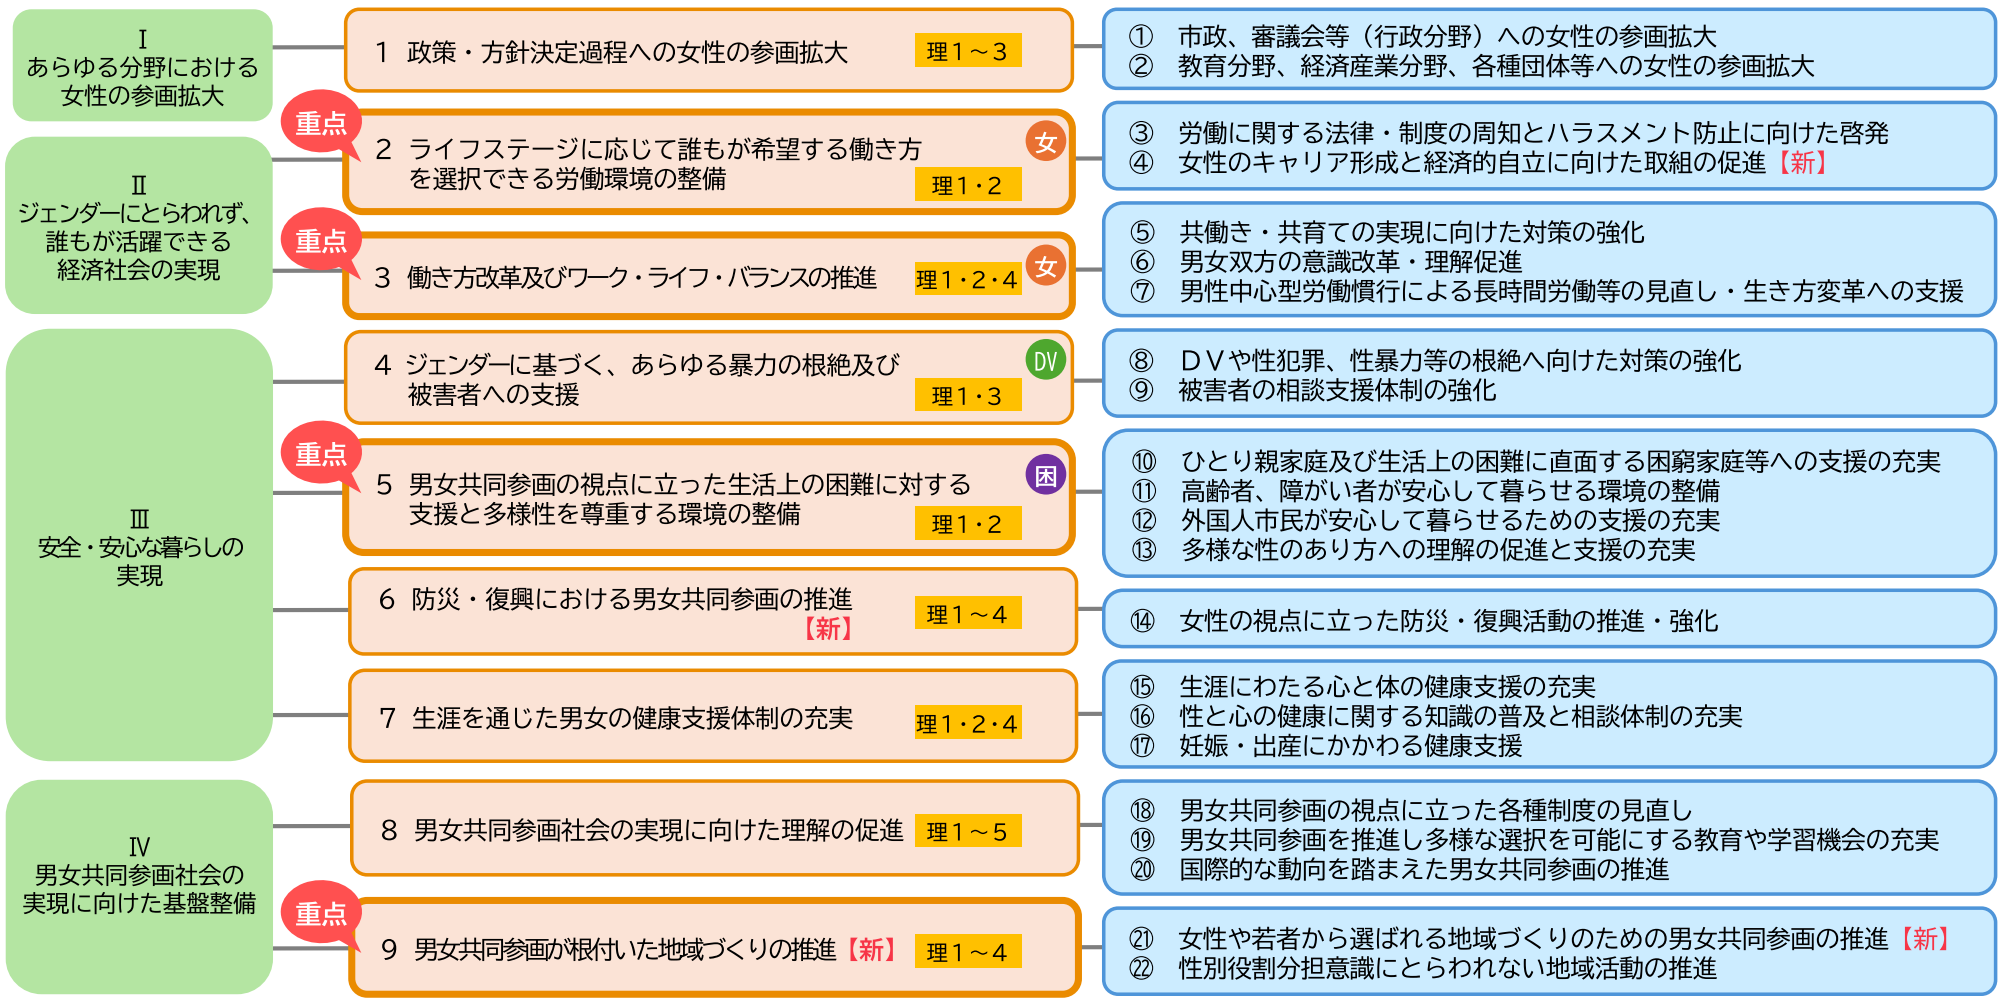 Ⅰ
あらゆる分野における
女性の参画拡大
1 政策・方針決定過程への女性の参画拡大
理１～３
① 市政、審議会等（行政分野）への女性の参画拡大
② 教育分野、経済産業分野、各種団体等への女性の参画拡大
Ⅱ
ジェンダーにとらわれず、
誰もが活躍できる
経済社会の実現
重点
2 ライフステージに応じて誰もが希望する働き方
を選択できる労働環境の整備
女
理１・２
③ 労働に関する法律・制度の周知とハラスメント防止に向けた啓発
④ 女性のキャリア形成と経済的自立に向けた取組の促進【新】
重点
3 働き方改革及びワーク・ライフ・バランスの推進
理１・２・４
女
⑤ 共働き・共育ての実現に向けた対策の強化
⑥ 男女双方の意識改革・理解促進
⑦ 男性中心型労働慣行による長時間労働等の見直し・生き方変革への支援
Ⅲ
安全・安心な暮らしの
実現
4 ジェンダーに基づく、あらゆる暴力の根絶及び
被害者への支援
DV
理１・３
⑧ ＤＶや性犯罪、性暴力等の根絶へ向けた対策の強化
⑨ 被害者の相談支援体制の強化
重点
5 男女共同参画の視点に立った生活上の困難に対する
支援と多様性を尊重する環境の整備
困
理１・２
⑩ ひとり親家庭及び生活上の困難に直面する困窮家庭等への支援の充実
⑪ 高齢者、障がい者が安心して暮らせる環境の整備
⑫ 外国人市民が安心して暮らせるための支援の充実
⑬ 多様な性のあり方への理解の促進と支援の充実
6 防災・復興における男女共同参画の推進
【新】
理１～４
⑭ 女性の視点に立った防災・復興活動の推進・強化
7 生涯を通じた男女の健康支援体制の充実
理１・２・４
⑮ 生涯にわたる心と体の健康支援の充実
⑯ 性と心の健康に関する知識の普及と相談体制の充実
⑰ 妊娠・出産にかかわる健康支援
Ⅳ
男女共同参画社会の
実現に向けた基盤整備
8 男女共同参画社会の実現に向けた理解の促進
理１～５
⑱ 男女共同参画の視点に立った各種制度の見直し
⑲ 男女共同参画を推進し多様な選択を可能にする教育や学習機会の充実
⑳ 国際的な動向を踏まえた男女共同参画の推進
重点
9 男女共同参画が根付いた地域づくりの推進【新】
理１～４
㉑ 女性や若者から選ばれる地域づくりのための男女共同参画の推進【新】
㉒ 性別役割分担意識にとらわれない地域活動の推進